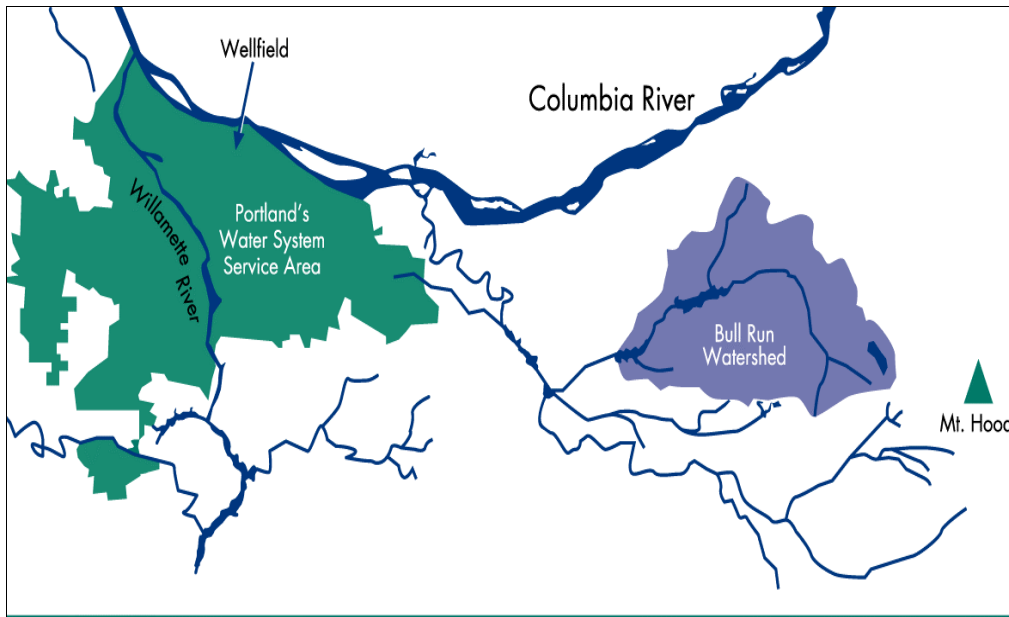 Wellfield
Columbia River
Willamette River
Portland's
Water System
Service Area
Bull Run
Watershed
Mt. Hood